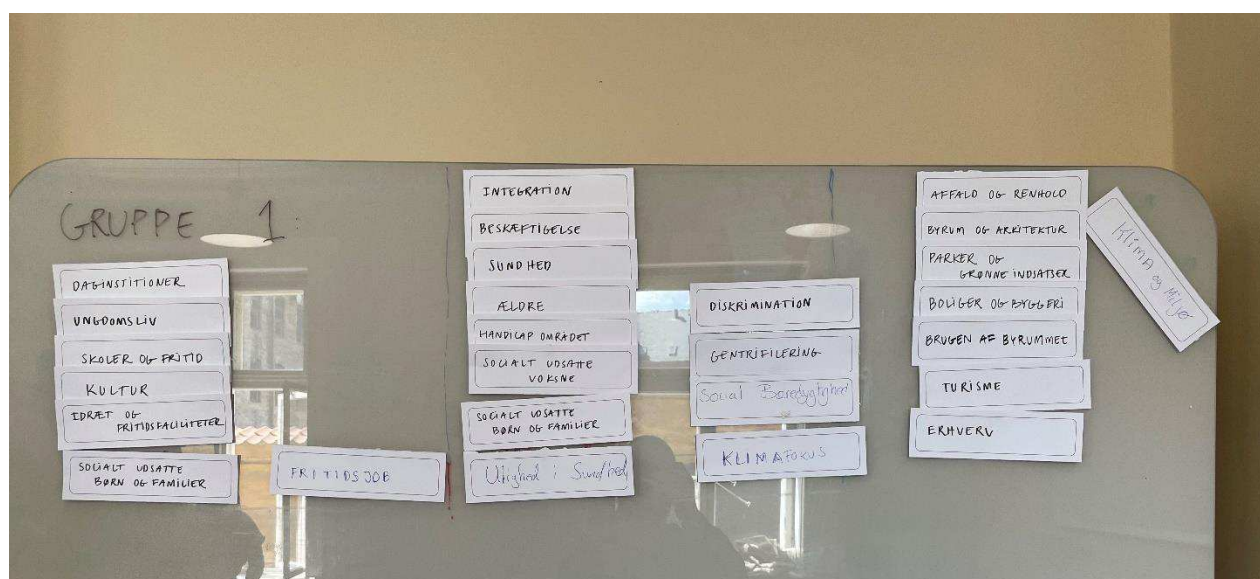 GRUPPE 1:
DAGINSTITIONER
UNGDOMSLIV
SKOLER OG FRITID
KULTUR
IDRÆT OG
FRITIDSFACILITETER
SOCIALT UDSATTE
BØRN OG FAMILIER
FRITIDSJOB
INTEGRATION
BESKÆFTIGELSE
SUNDHED
ÆLDRE
HANDICAP OMRÅDET
SOCIALT UDSATTE
VOKSNE
SOCIALT UDSATTE
BØRN OG FAMILIER
Ulighed i Sundhed
DISKRIMINATION
GENTRIFILERING
Social Bæredygtighed
KLIMAFOKUS
AFFALD OG RENHOLD
BYRUM OG ARKITEKTUR
PARKER OG
GRØNNE INDSATSER
BOLIGER OG BYGGERI
BRUGEN AF BYRUMMET
TURISME
ERHVERV
Klima og Miljø